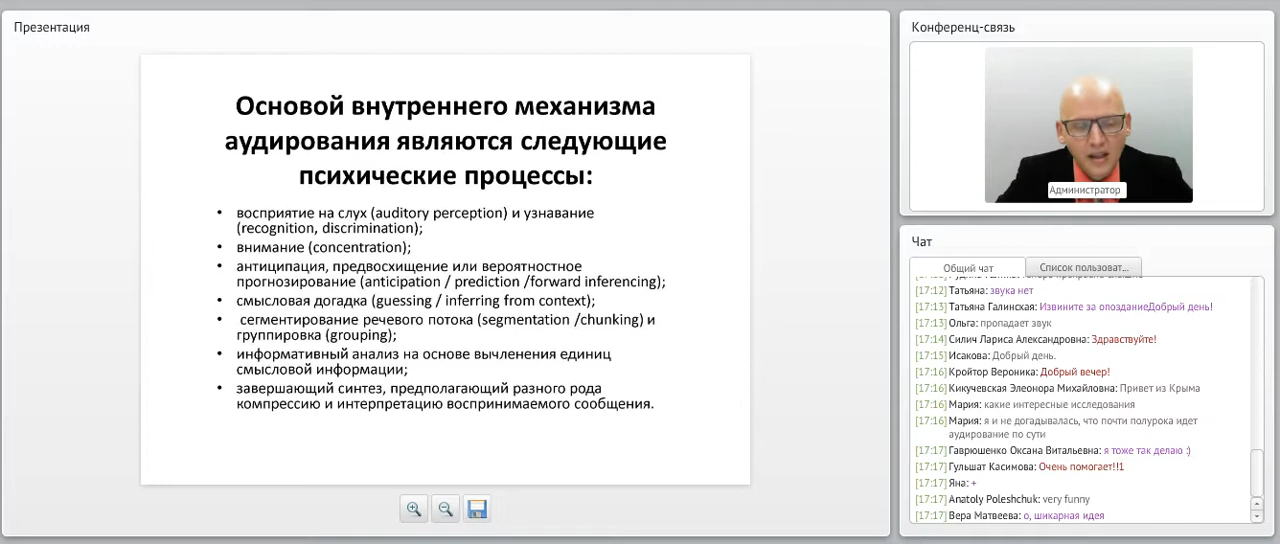 Презентация
Основой внутреннего механизма
аудирования являются следующие
психические процессы:
• восприятие на слух (auditory perception) и узнавание
(recognition, discrimination);
• внимание (concentration);
• антиципация, предвосхищение или вероятностное
прогнозирование (anticipation / prediction /forward inferencing);
• смысловая догадка (guessing / inferring from context);
• сегментирование речевого потока (segmentation /chunking) и
группировка (grouping);
• информативный анализ на основе вычленения единиц
смысловой информации;
• завершающий синтез, предполагающий разного рода
компрессию и интерпретацию воспринимаемого сообщения.
Конференц-связь
Администратор
Чат
Общий чат
Список пользоват...
[17:12] Татьяна: звука нет
[17:13] Татьяна Галинская: Извините за опозданиеДобрый день!
[17:13] Ольга: пропадает звук
[17:14] Силич Лариса Александровна: Здравствуйте!
[17:15] Исакова: Добрый день.
[17:16] Кройтор Вероника: Добрый вечер!
[17:16] Кикучевская Элеонора Михайловна: Привет из Крыма
[17:16] Мария: какие интересные исследования
[17:16] Мария: я и не догадывалась, что почти полурока идет
аудирование по сути
[17:17] Гаврюшенко Оксана Витальевна: я тоже так делаю :)
[17:17] Гульшат Касимова: Очень помогает!!1
[17:17] Яна: +
[17:17] Anatoly Poleshchuk: very funny
[17:17] Вера Матвеева: о, шикарная идея